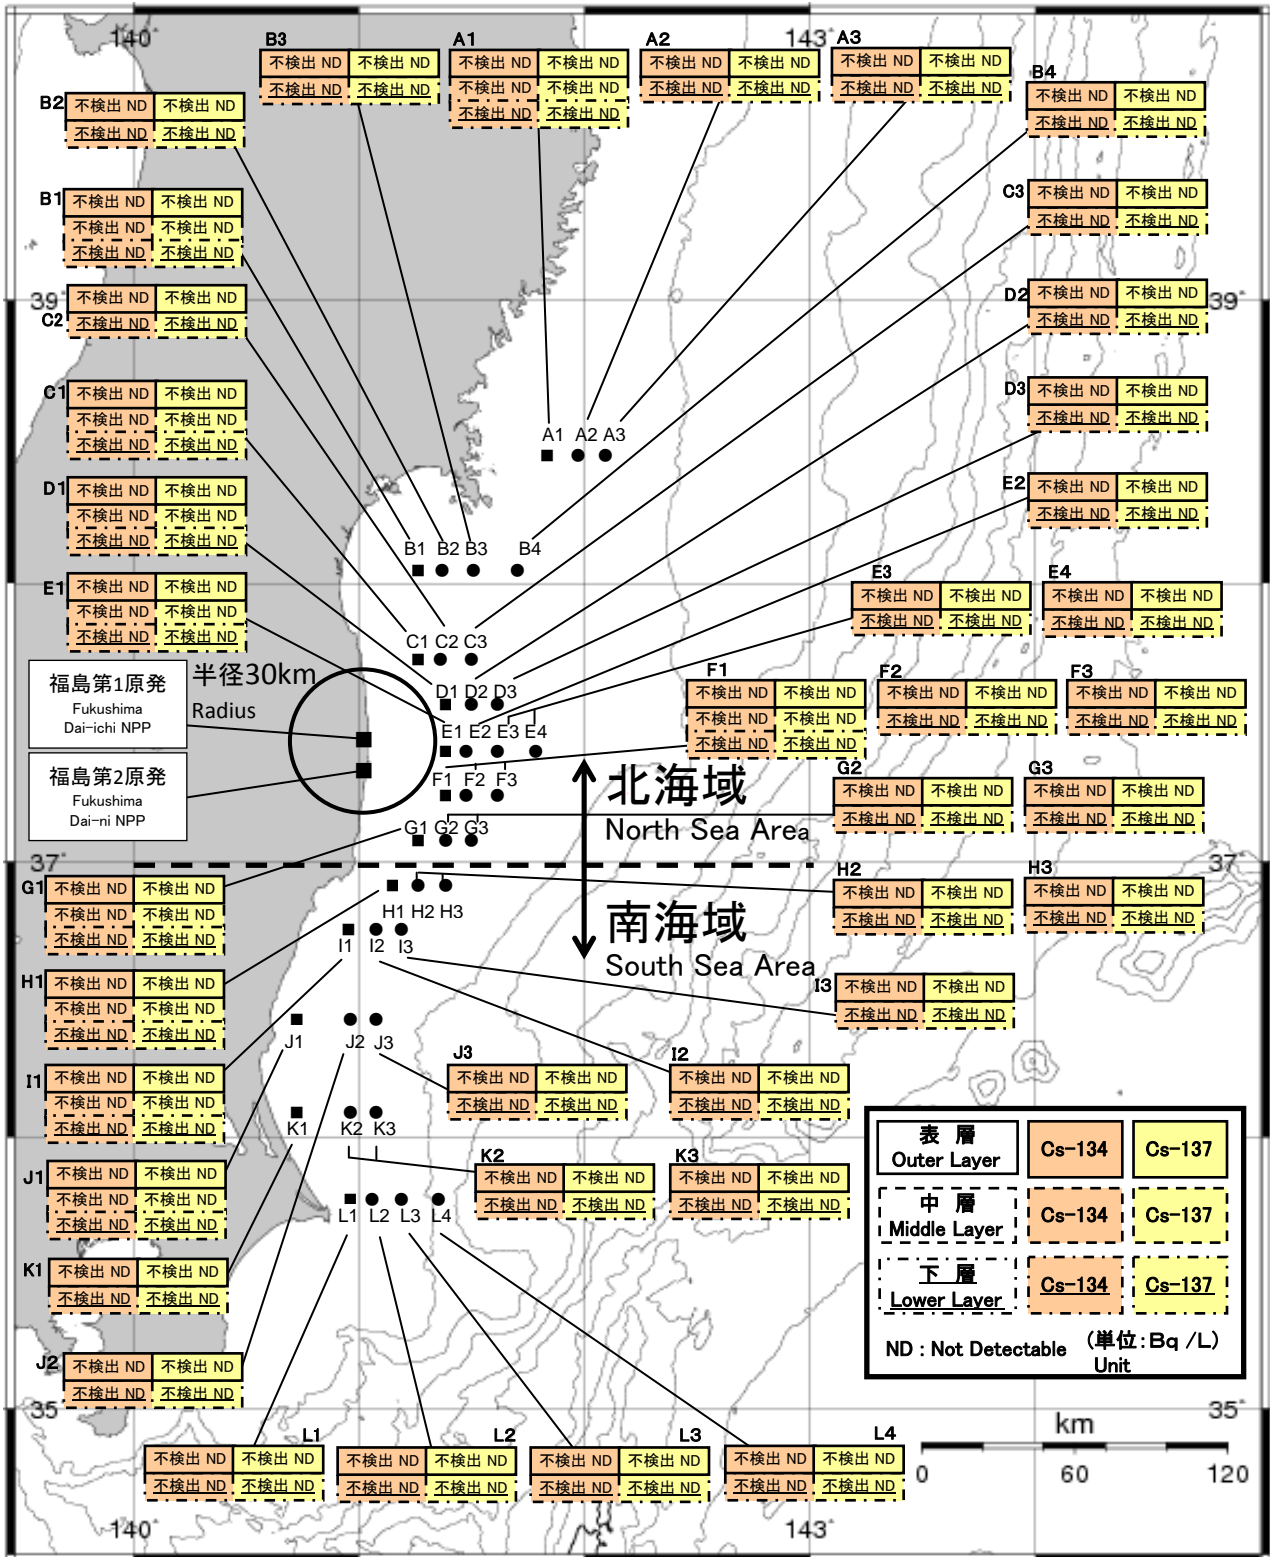 140°
143°
B3
不検出 ND 不検出 ND
不検出 ND 不検出 ND
A1
不検出 ND 不検出 ND
不検出 ND 不検出 ND
不検出 ND 不検出 ND
A2
不検出 ND 不検出 ND
不検出 ND 不検出 ND
A3
不検出 ND 不検出 ND
不検出 ND 不検出 ND
B4
不検出 ND 不検出 ND
不検出 ND 不検出 ND
B2
不検出 ND 不検出 ND
不検出 ND 不検出 ND
B1
不検出 ND 不検出 ND
不検出 ND 不検出 ND
不検出 ND 不検出 ND
C3
不検出 ND 不検出 ND
不検出 ND 不検出 ND
C2
不検出 ND 不検出 ND
不検出 ND 不検出 ND
39°
39°
D2
不検出 ND 不検出 ND
不検出 ND 不検出 ND
C1
不検出 ND 不検出 ND
不検出 ND 不検出 ND
不検出 ND 不検出 ND
D3
不検出 ND 不検出 ND
不検出 ND 不検出 ND
A1 A2 A3
D1
不検出 ND 不検出 ND
不検出 ND 不検出 ND
不検出 ND 不検出 ND
E2
不検出 ND 不検出 ND
不検出 ND 不検出 ND
B1 B2 B3 B4
E1
不検出 ND 不検出 ND
不検出 ND 不検出 ND
不検出 ND 不検出 ND
E3
不検出 ND 不検出 ND
不検出 ND 不検出 ND
E4
不検出 ND 不検出 ND
不検出 ND 不検出 ND
C1 C2 C3
福島第1原発
Fukushima
Dai-ichi NPP
半径30km
Radius
D1 D2 D3
F1
不検出 ND 不検出 ND
不検出 ND 不検出 ND
不検出 ND 不検出 ND
F2
不検出 ND 不検出 ND
不検出 ND 不検出 ND
F3
不検出 ND 不検出 ND
不検出 ND 不検出 ND
E1 E2 E3 E4
福島第2原発
Fukushima
Dai-ni NPP
F1 F2 F3
北海域
North Sea Area
G2
不検出 ND 不検出 ND
不検出 ND 不検出 ND
G3
不検出 ND 不検出 ND
不検出 ND 不検出 ND
G1 G2 G3
37°
37°
G1
不検出 ND 不検出 ND
不検出 ND 不検出 ND
不検出 ND 不検出 ND
H2
不検出 ND 不検出 ND
不検出 ND 不検出 ND
H3
不検出 ND 不検出 ND
不検出 ND 不検出 ND
H1 H2 H3
南海域
South Sea Area
I1 I2 I3
H1
不検出 ND 不検出 ND
不検出 ND 不検出 ND
不検出 ND 不検出 ND
I3
不検出 ND 不検出 ND
不検出 ND 不検出 ND
J1 J2 J3
I1
不検出 ND 不検出 ND
不検出 ND 不検出 ND
不検出 ND 不検出 ND
J3
不検出 ND 不検出 ND
不検出 ND 不検出 ND
I2
不検出 ND 不検出 ND
不検出 ND 不検出 ND
K1 K2 K3
J1
不検出 ND 不検出 ND
不検出 ND 不検出 ND
不検出 ND 不検出 ND
K2
不検出 ND 不検出 ND
不検出 ND 不検出 ND
K3
不検出 ND 不検出 ND
不検出 ND 不検出 ND
L1 L2 L3 L4
表 層
Outer Layer
Cs-134 Cs-137
中 層
Middle Layer
Cs-134 Cs-137
下 層
Lower Layer
Cs-134 Cs-137
ND : Not Detectable (単位:Bq /L)
Unit
K1
不検出 ND 不検出 ND
不検出 ND 不検出 ND
J2
不検出 ND 不検出 ND
不検出 ND 不検出 ND
35°
35°
L1
不検出 ND 不検出 ND
不検出 ND 不検出 ND
L2
不検出 ND 不検出 ND
不検出 ND 不検出 ND
L3
不検出 ND 不検出 ND
不検出 ND 不検出 ND
L4
不検出 ND 不検出 ND
不検出 ND 不検出 ND
km
0 60 120
140°
143°